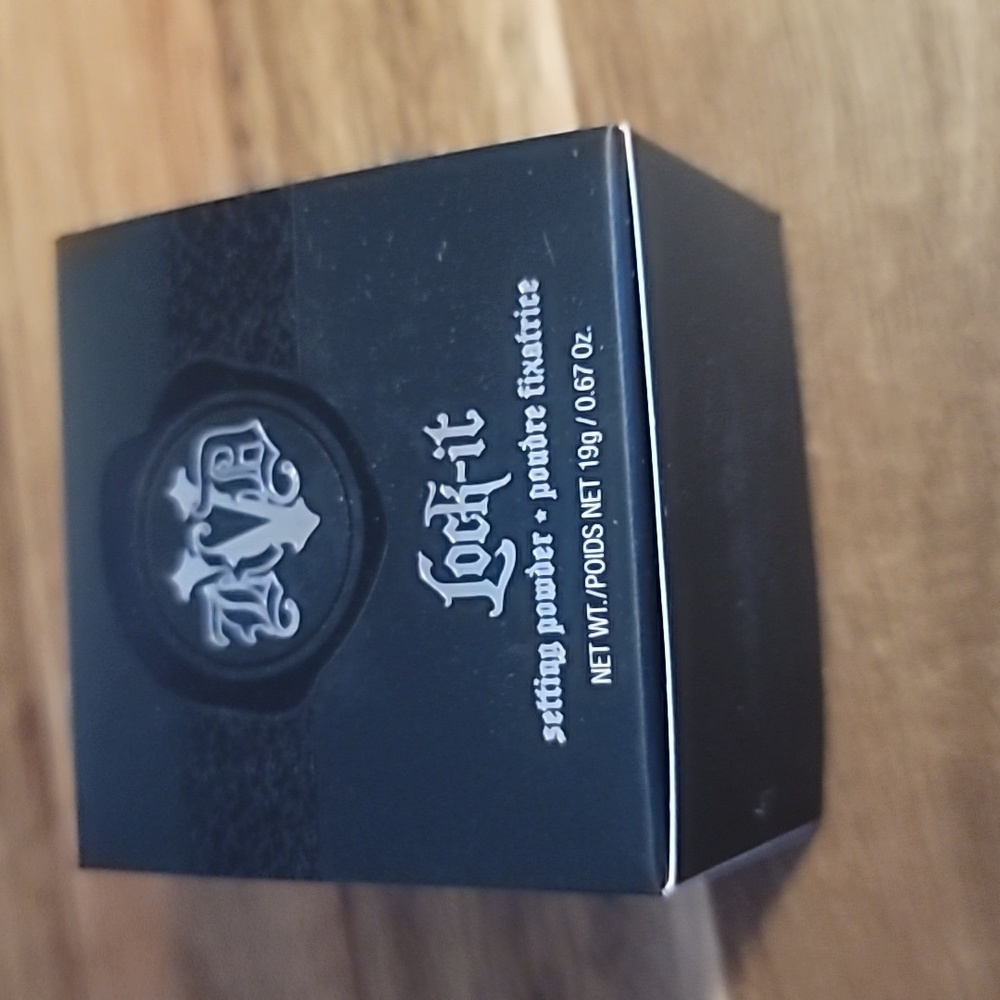 KVD
Lock-it
setting powder ★ poudre fixatrice
NET WT./POIDS NET 19g / 0.67 Oz.